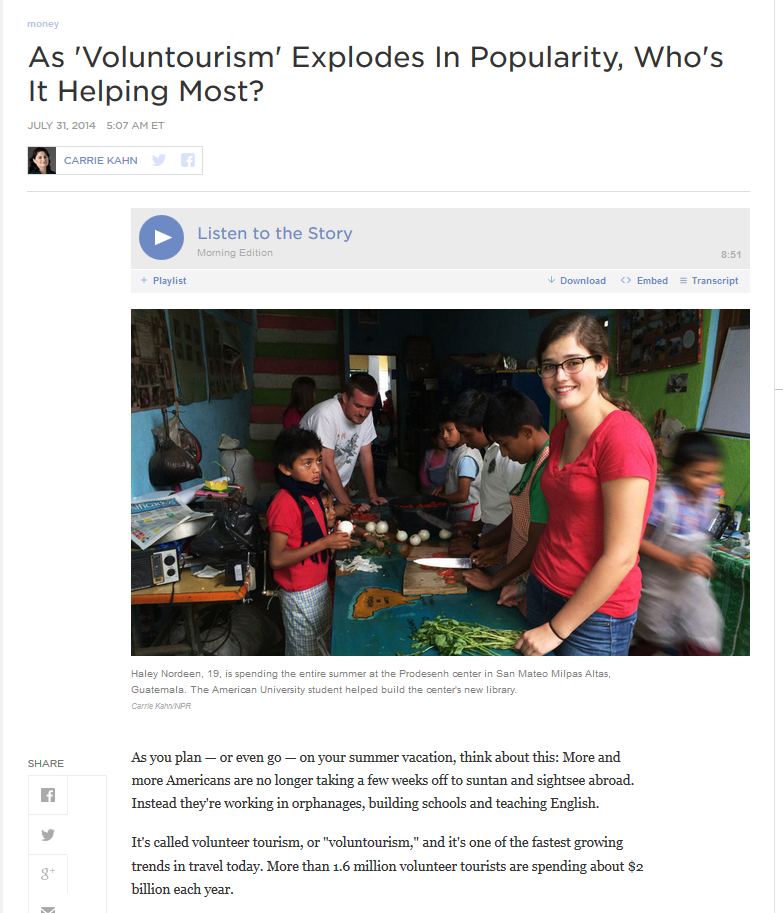 money
As 'Voluntourism' Explodes In Popularity, Who's
It Helping Most?
JULY 31, 2014 5:07 AM ET
CARRIE KAHN
Listen to the Story
Morning Edition
8:51
+ Playlist
Download
<> Embed
Transcript
Haley Nordeen, 19, is spending the entire summer at the Prodesenh center in San Mateo Milpas Altas,
Guatemala. The American University student helped build the center's new library.
Carrie Kahn/NPR
As you plan — or even go — on your summer vacation, think about this: More and
more Americans are no longer taking a few weeks off to suntan and sightsee abroad.
Instead they're working in orphanages, building schools and teaching English.
SHARE
It's called volunteer tourism, or "voluntourism," and it's one of the fastest growing
trends in travel today. More than 1.6 million volunteer tourists are spending about $2
billion each year.
g+